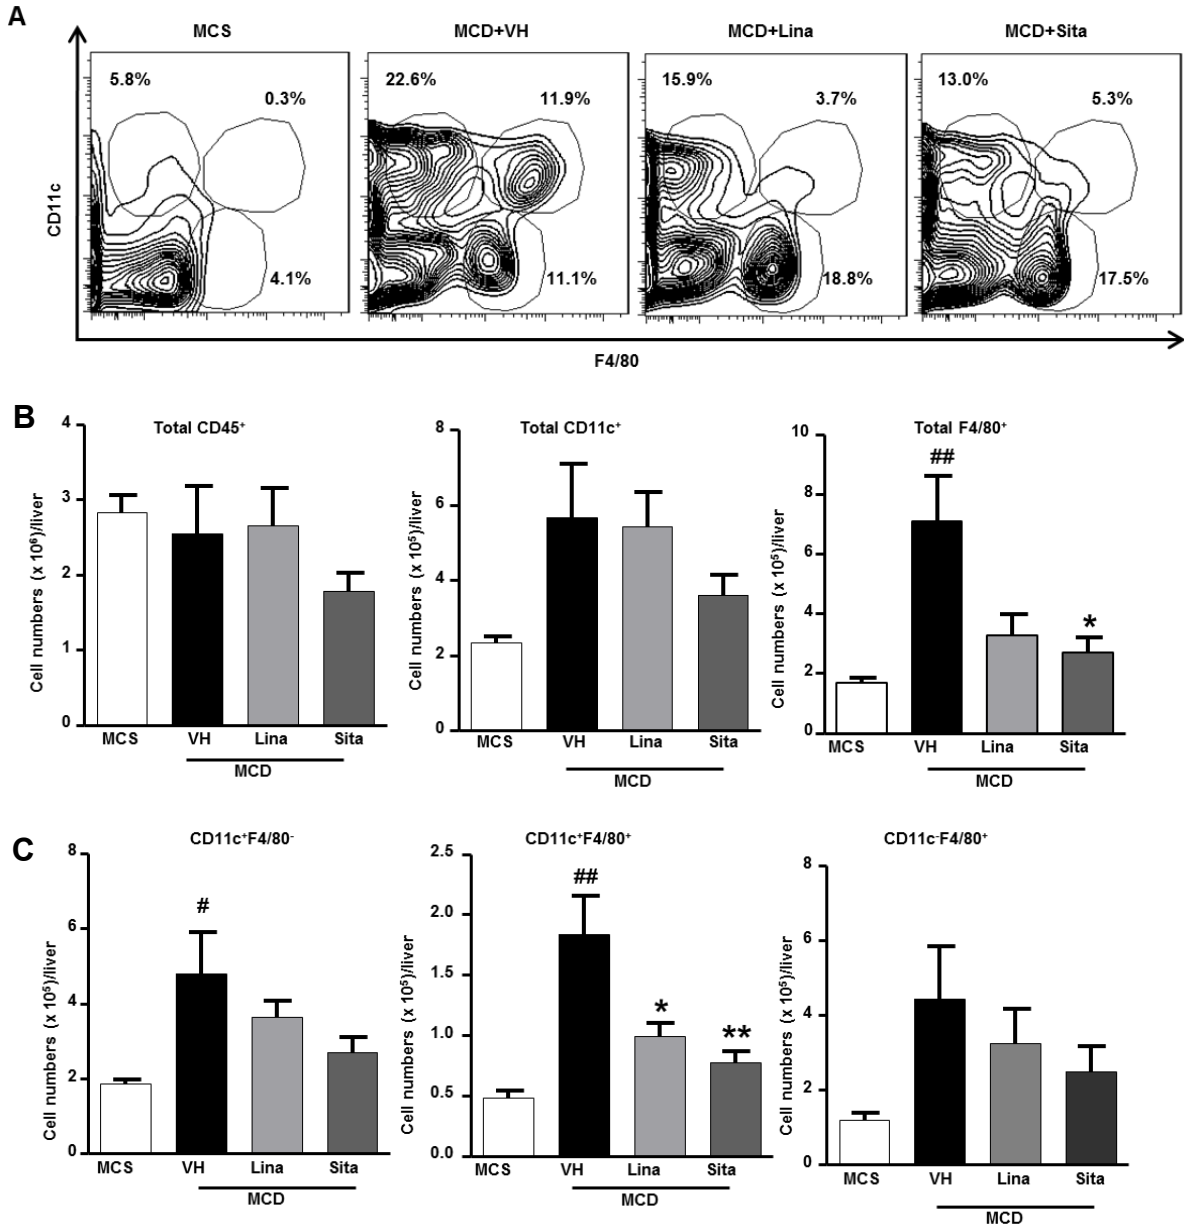 A
MCS MCD+VH MCD+Lina MCD+Sita
5.8% 0.3% 4.1%
22.6% 11.9% 11.1%
15.9% 3.7% 18.8%
13.0% 5.3% 17.5%
CD11c
F4/80
B
Total CD45⁺
Cell numbers (x 10⁶)/liver
4
3
2
1
0
MCS VH Lina Sita
MCD
Total CD11c⁺
Cell numbers (x 10⁵)/liver
8
6
4
2
0
MCS VH Lina Sita
MCD
Total F4/80⁺
Cell numbers (x 10⁵)/liver
10
8
6
4
2
0
##
*
MCS VH Lina Sita
MCD
C
CD11c⁺F4/80⁻
Cell numbers (x 10⁵)/liver
8
6
4
2
0
#
MCS VH Lina Sita
MCD
CD11c⁺F4/80⁺
Cell numbers (x 10⁵)/liver
2.5
2.0
1.5
1.0
0.5
0.0
##
*
**
MCS VH Lina Sita
MCD
CD11c⁻F4/80⁺
Cell numbers (x 10⁵)/liver
8
6
4
2
0
MCS VH Lina Sita
MCD